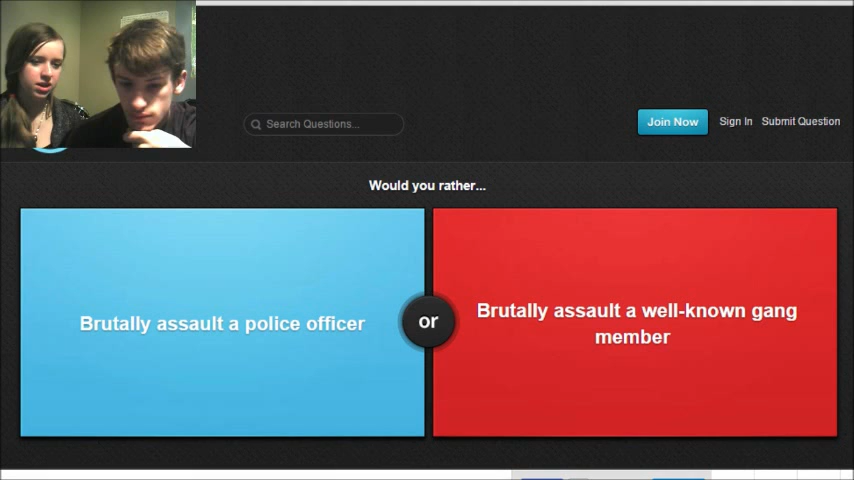 Search Questions...
Join Now
Sign In
Submit Question
Would you rather...
Brutally assault a police officer
or
Brutally assault a well-known gang
member